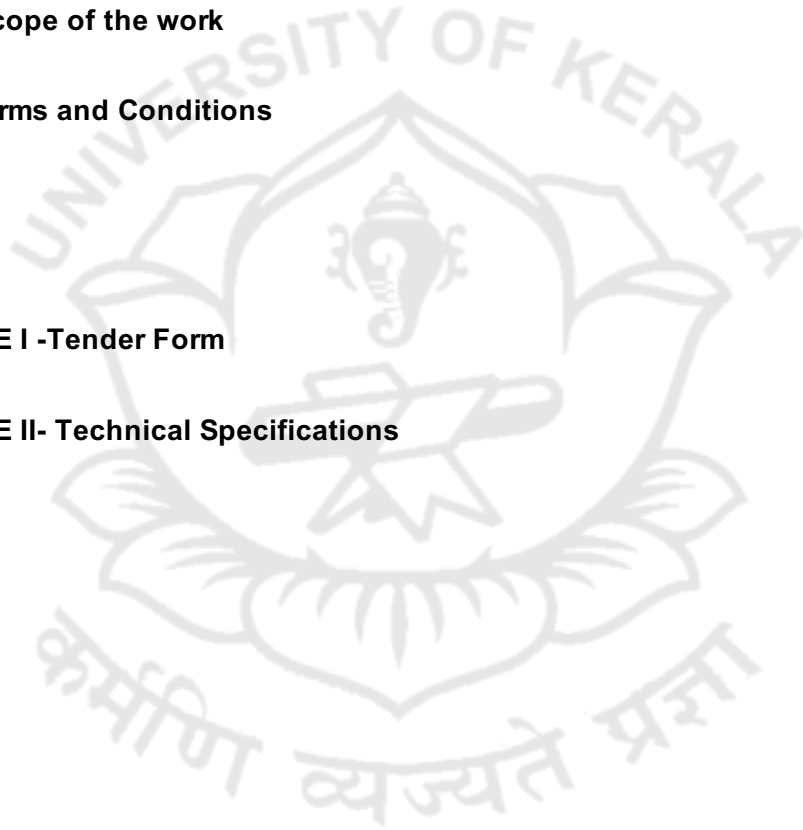 cope of the work
rms and Conditions
E I -Tender Form
E II- Technical Specifications
UNIVERSITY OF KERALA
कर्मणि व्यज्यते प्रज्ञा